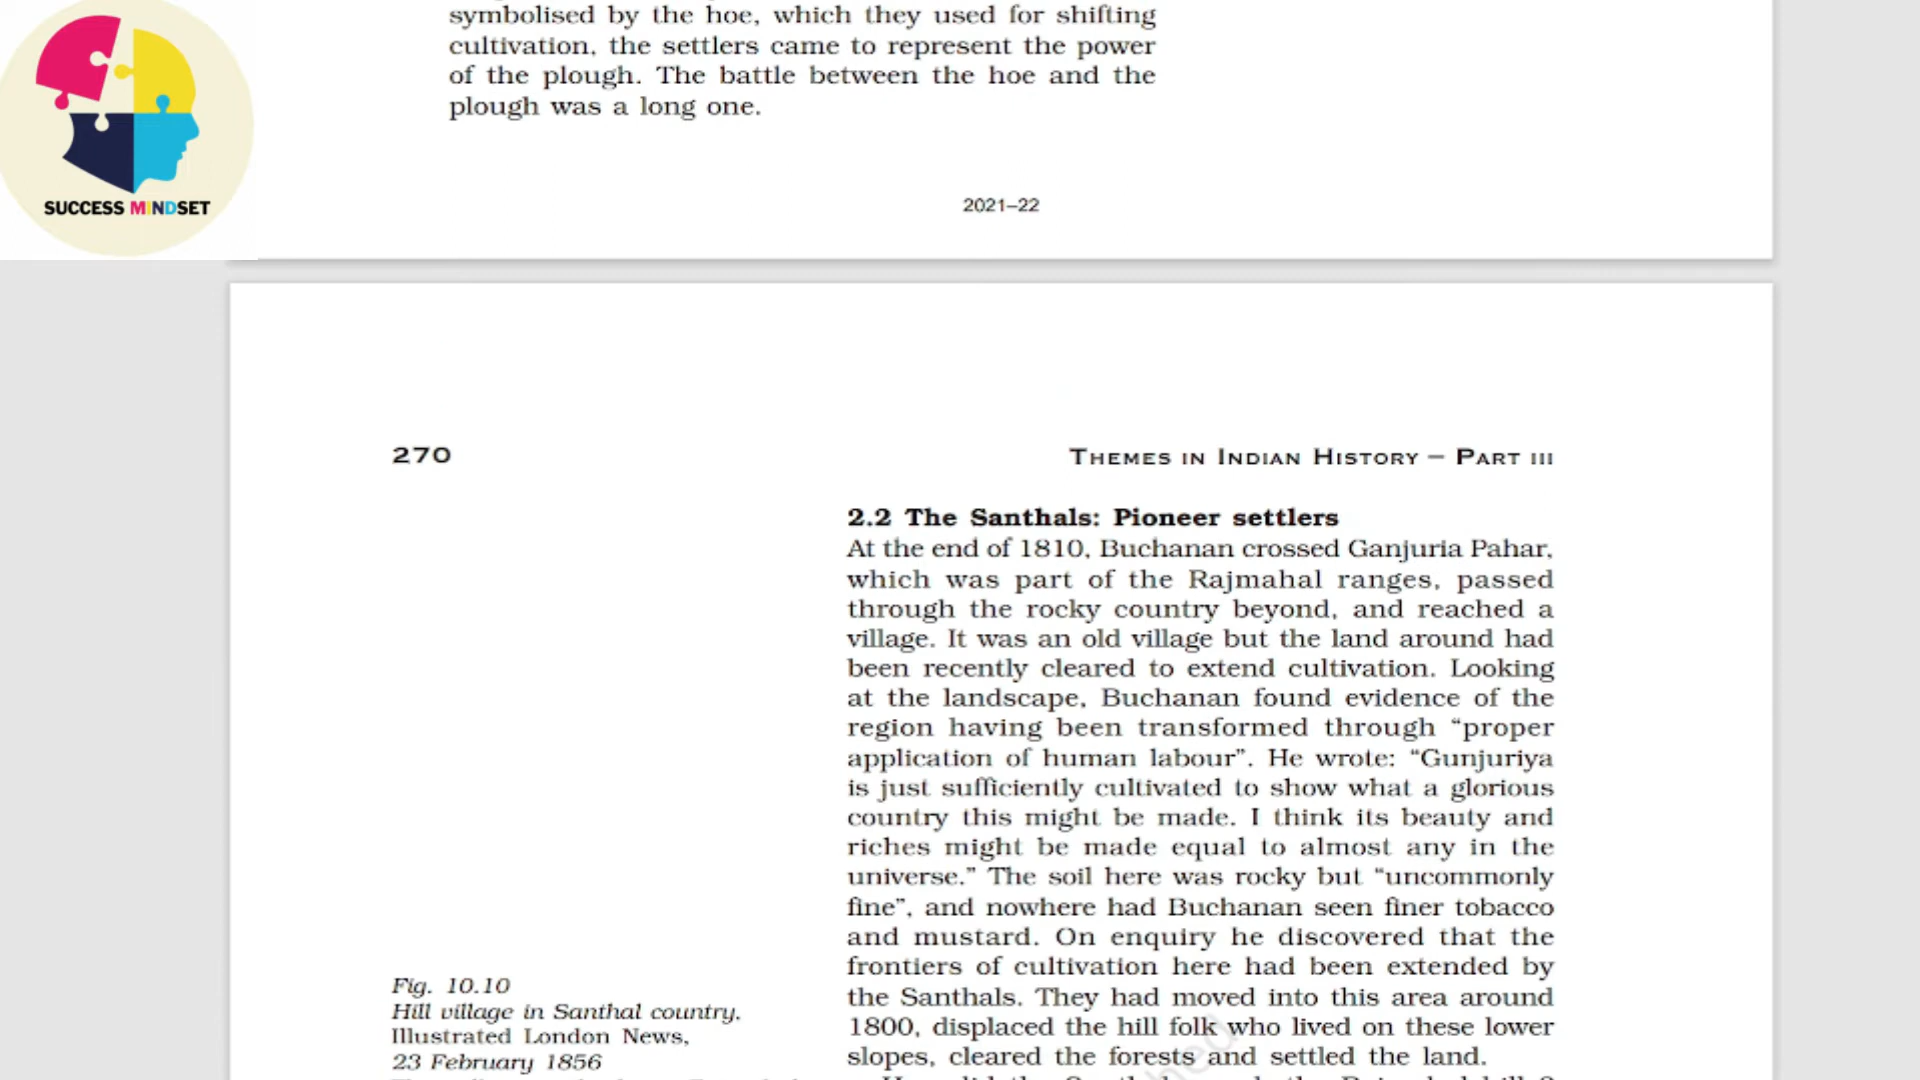 symbolised by the hoe, which they used for shifting
cultivation, the settlers came to represent the power
of the plough. The battle between the hoe and the
plough was a long one.
SUCCESS MINDSET
2021–22
270
THEMES IN INDIAN HISTORY – PART III
2.2 The Santhals: Pioneer settlers
At the end of 1810, Buchanan crossed Ganjuria Pahar,
which was part of the Rajmahal ranges, passed
through the rocky country beyond, and reached a
village. It was an old village but the land around had
been recently cleared to extend cultivation. Looking
at the landscape, Buchanan found evidence of the
region having been transformed through “proper
application of human labour”. He wrote: “Gunjuriya
is just sufficiently cultivated to show what a glorious
country this might be made. I think its beauty and
riches might be made equal to almost any in the
universe.” The soil here was rocky but “uncommonly
fine”, and nowhere had Buchanan seen finer tobacco
and mustard. On enquiry he discovered that the
frontiers of cultivation here had been extended by
the Santhals. They had moved into this area around
1800, displaced the hill folk who lived on these lower
slopes, cleared the forests and settled the land.
Fig. 10.10
Hill village in Santhal country,
Illustrated London News,
23 February 1856